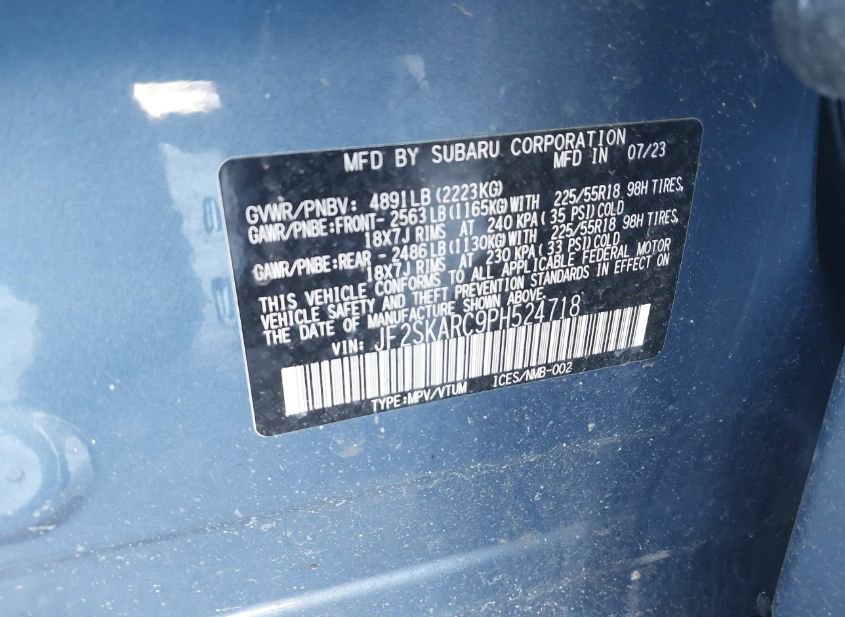 MFD BY SUBARU CORPORATION
MFD IN 07/23
GVWR/PNBV: 4891LB(2223KG)
GAWR/PNBE:FRONT-2563LB(1165KG)WITH 225/55R18 98H TIRES,
18X7J RIMS AT 240 KPA(35 PSI)COLD
GAWR/PNBE:REAR -2486LB(1130KG)WITH 225/55R18 98H TIRES,
18X7J RIMS AT 230 KPA(33 PSI)COLD
THIS VEHICLE CONFORMS TO ALL APPLICABLE FEDERAL MOTOR
VEHICLE SAFETY AND THEFT PREVENTION STANDARDS IN EFFECT ON
THE DATE OF MANUFACTURE SHOWN ABOVE.
VIN: JF2SKARC9PH524718
TYPE:MPV/VTUM ICES/NMB-002